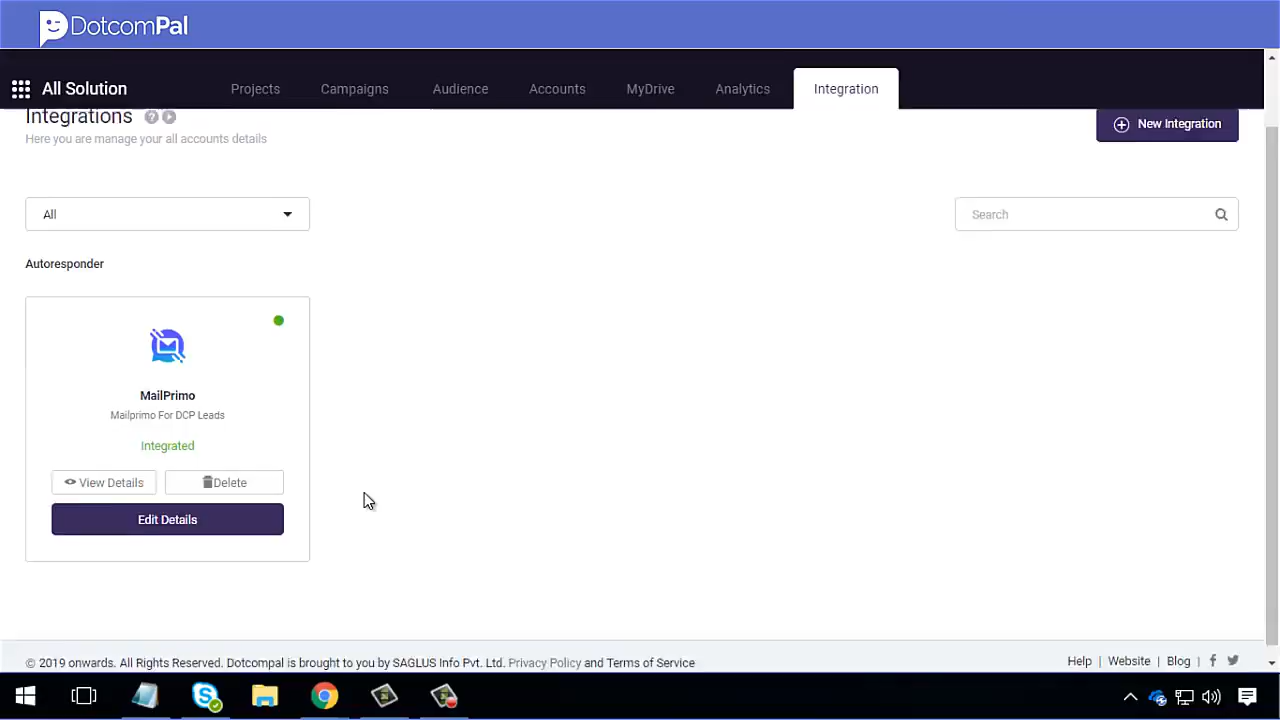 DotcomPal
All Solution
Projects
Campaigns
Audience
Accounts
MyDrive
Analytics
Integration
Integrations
New Integration
Here you are manage your all accounts details
All
Search
Autoresponder
MailPrimo
Mailprimo For DCP Leads
Integrated
View Details
Delete
Edit Details
© 2019 onwards. All Rights Reserved. Dotcompal is brought to you by SAGLUS Info Pvt. Ltd. Privacy Policy and Terms of Service
Help | Website | Blog |